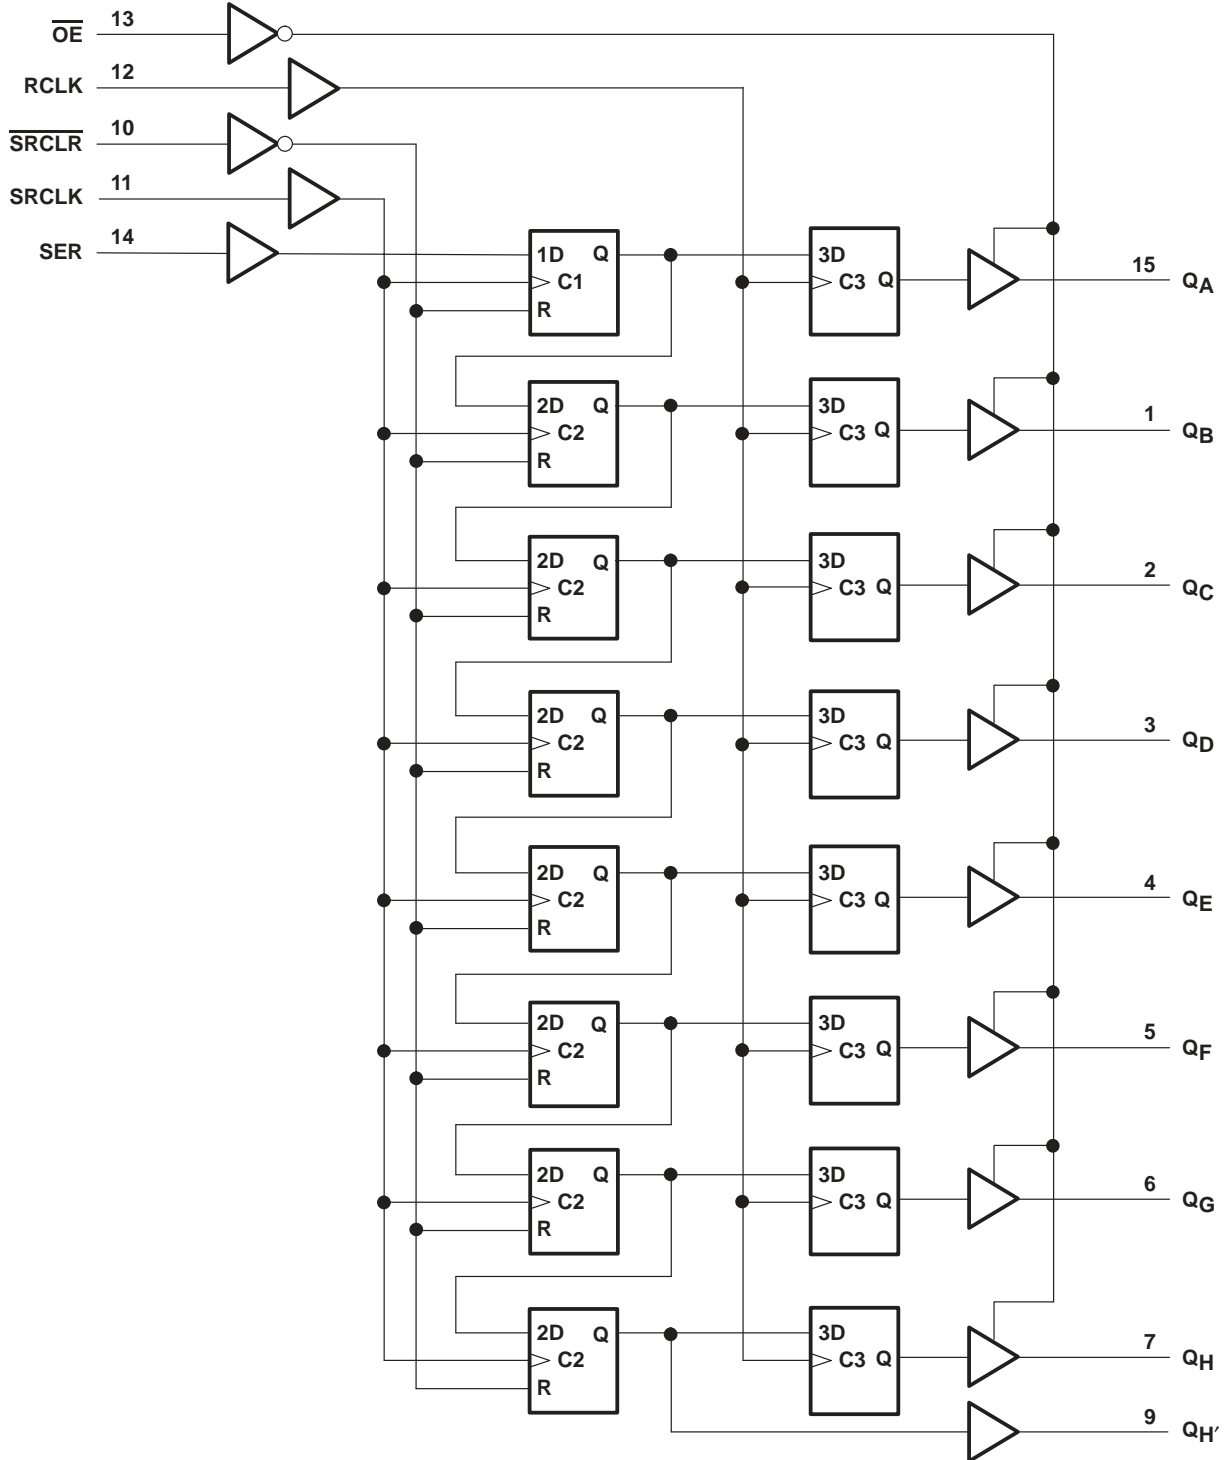 OE 13
RCLK 12
SRCLR 10
SRCLK 11
SER 14
1D Q
C1
R
3D
C3 Q
15 QA
2D Q
C2
R
3D
C3 Q
1 QB
2D Q
C2
R
3D
C3 Q
2 QC
2D Q
C2
R
3D
C3 Q
3 QD
2D Q
C2
R
3D
C3 Q
4 QE
2D Q
C2
R
3D
C3 Q
5 QF
2D Q
C2
R
3D
C3 Q
6 QG
2D Q
C2
R
3D
C3 Q
7 QH
9 QH′